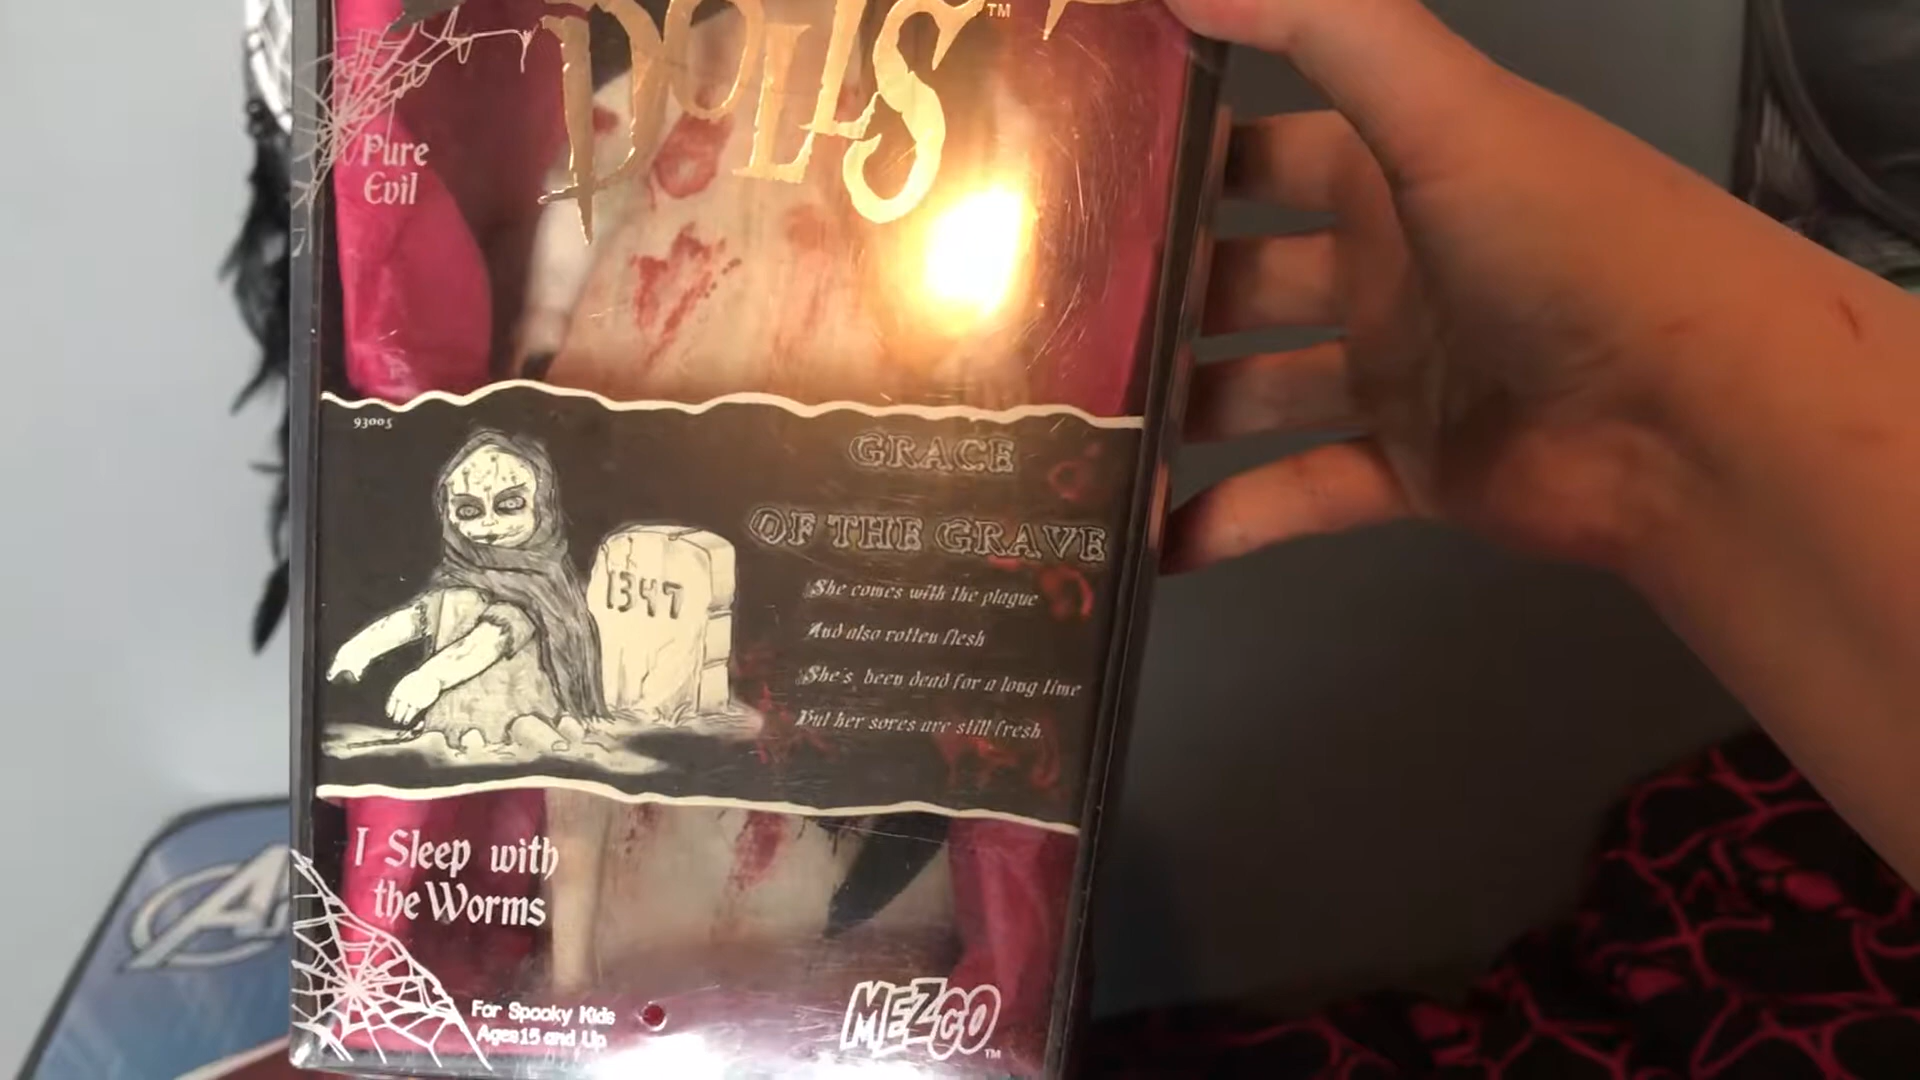 DOLLS™
Pure
Evil
93005
GRACE
OF THE GRAVE
1347
She comes with the plague
And also rotten flesh
She's been dead for a long time
But her sores are still fresh
I Sleep with
the Worms
For Spooky Kids
Ages 15 and Up
MEZCO™